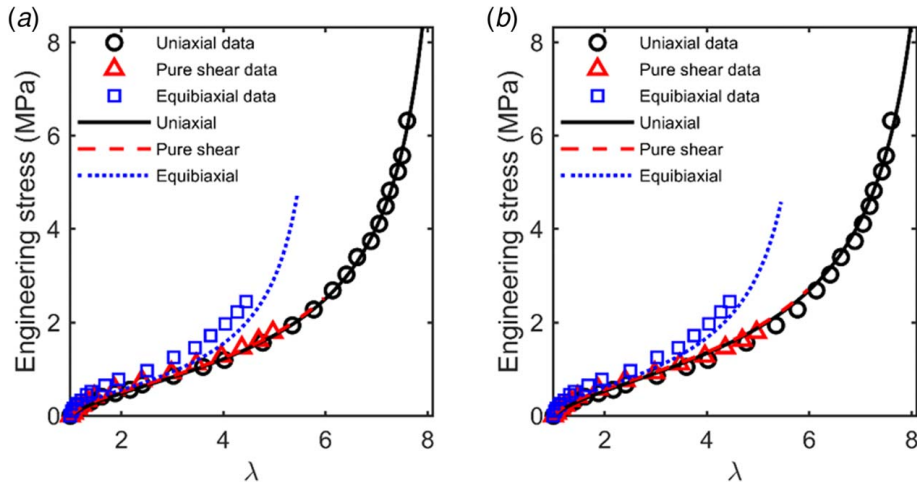 (a)
Engineering stress (MPa)
8
6
4
2
0
2
4
6
8
λ
Uniaxial data
Pure shear data
Equibiaxial data
Uniaxial
Pure shear
Equibiaxial
(b)
Engineering stress (MPa)
8
6
4
2
0
2
4
6
8
λ
Uniaxial data
Pure shear data
Equibiaxial data
Uniaxial
Pure shear
Equibiaxial